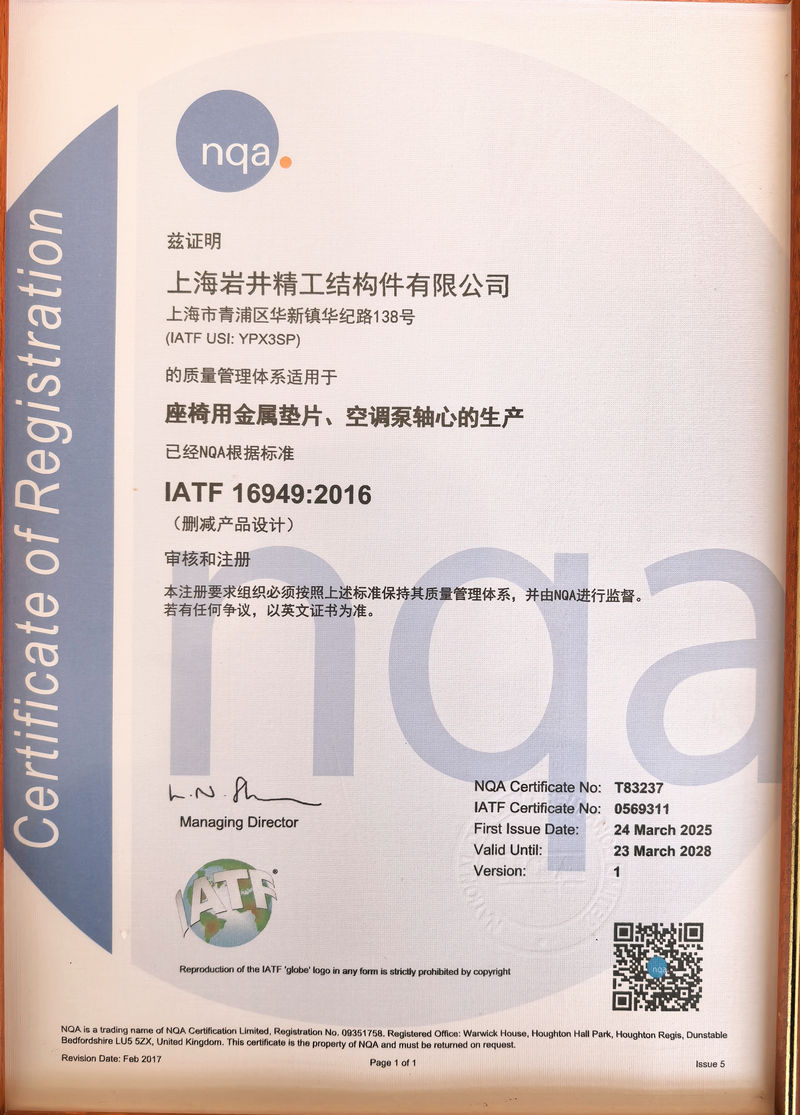 nqa.
Certificate of Registration
兹证明
上海岩井精工结构件有限公司
上海市青浦区华新镇华纪路138号
(IATF USI: YPX3SP)
的质量管理体系适用于
座椅用金属垫片、空调泵轴心的生产
已经NQA根据标准
IATF 16949:2016
（删减产品设计）
审核和注册
本注册要求组织必须按照上述标准保持其质量管理体系，并由NQA进行监督。
若有任何争议，以英文证书为准。
nqa
Managing Director
NQA Certificate No: T83237
IATF Certificate No: 0569311
First Issue Date: 24 March 2025
Valid Until: 23 March 2028
Version: 1
IATF®
nqa
Reproduction of the IATF 'globe' logo in any form is strictly prohibited by copyright
NQA is a trading name of NQA Certification Limited, Registration No. 09351758. Registered Office: Warwick House, Houghton Hall Park, Houghton Regis, Dunstable
Bedfordshire LU5 5ZX, United Kingdom. This certificate is the property of NQA and must be returned on request.
Revision Date: Feb 2017
Page 1 of 1
Issue 5